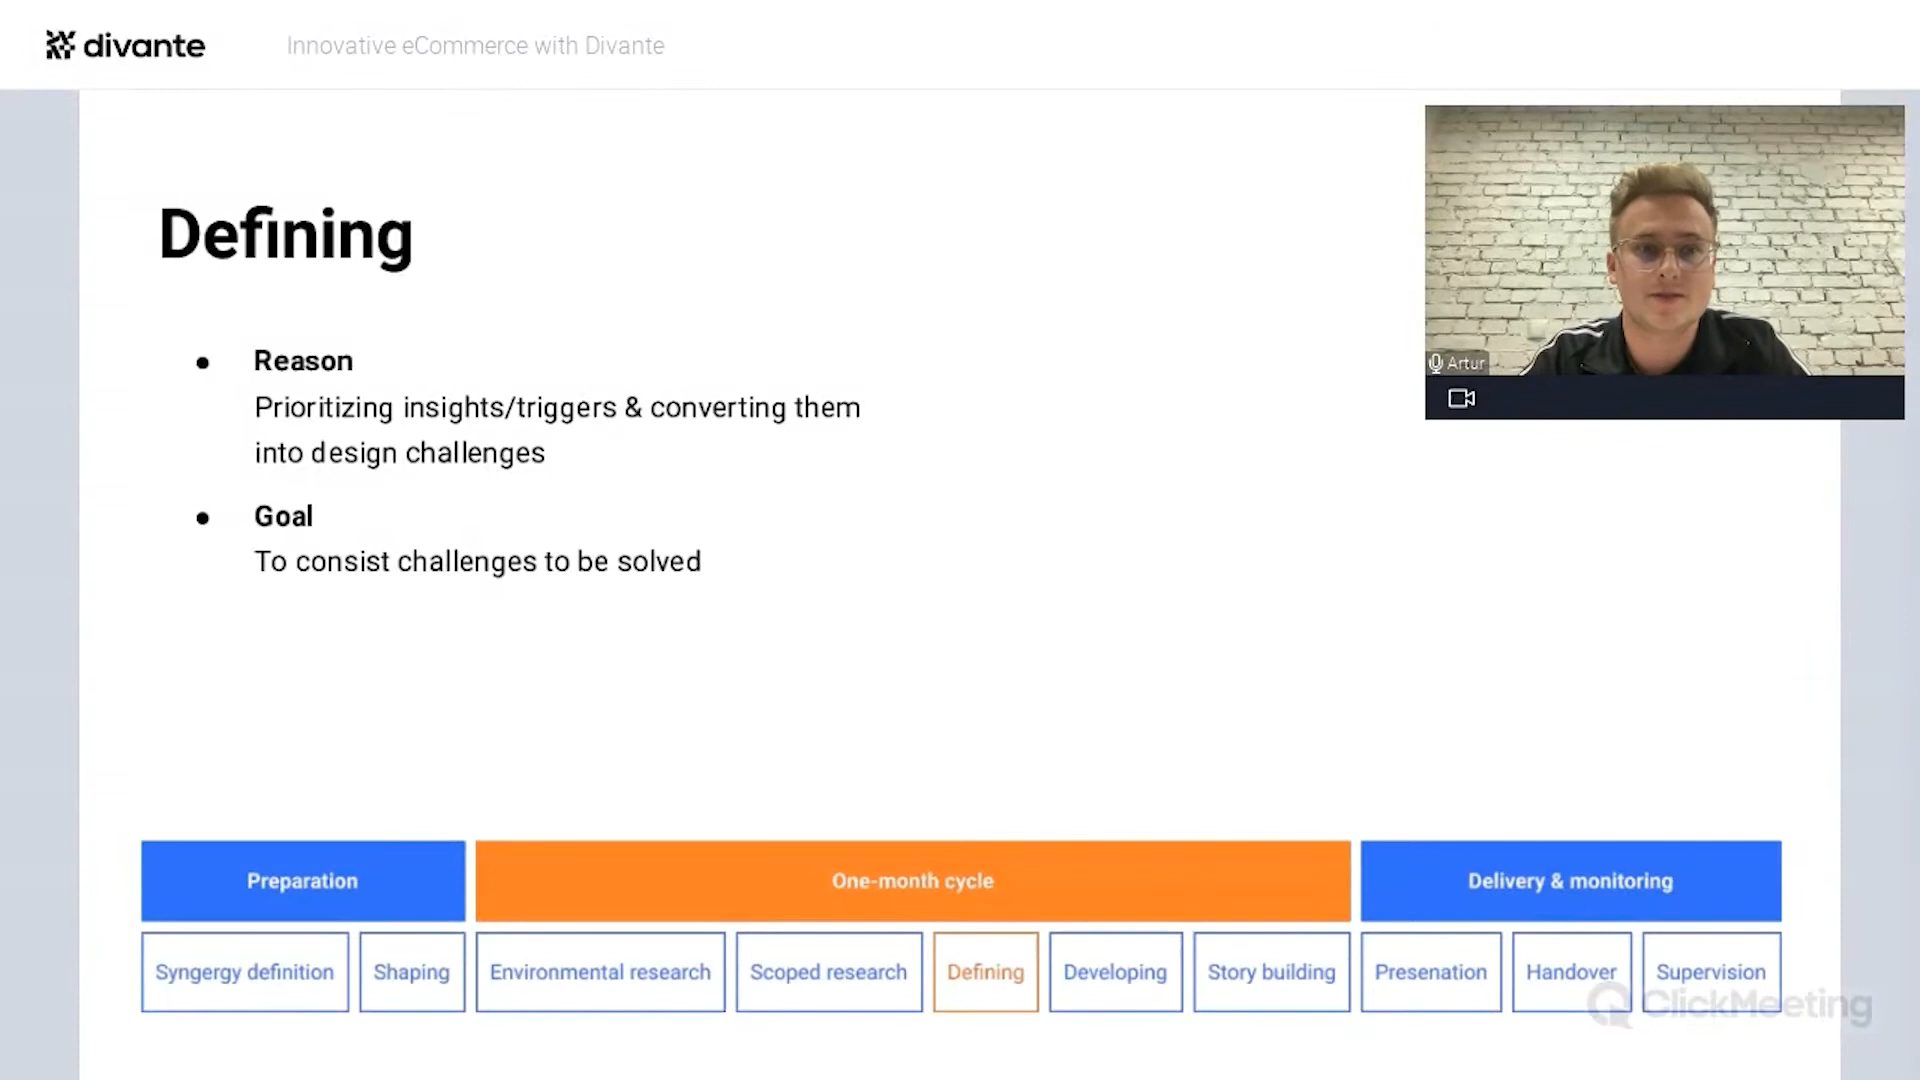 divante
Innovative eCommerce with Divante
Defining
Artur
● Reason
Prioritizing insights/triggers & converting them
into design challenges
● Goal
To consist challenges to be solved
Preparation
One-month cycle
Delivery & monitoring
Syngergy definition
Shaping
Environmental research
Scoped research
Defining
Developing
Story building
Presenation
Handover
Supervision
ClickMeeting